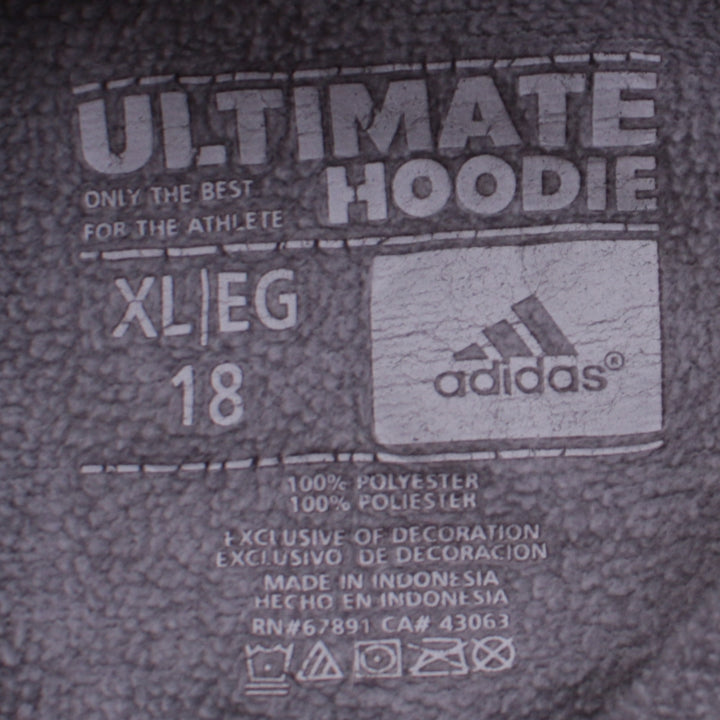 ULTIMATE
HOODIE
ONLY THE BEST
FOR THE ATHLETE
XL|EG
18
adidas®
100% POLYESTER
100% POLIESTER
EXCLUSIVE OF DECORATION
EXCLUSIVO DE DECORACION
MADE IN INDONESIA
HECHO EN INDONESIA
RN#67891 CA# 43063